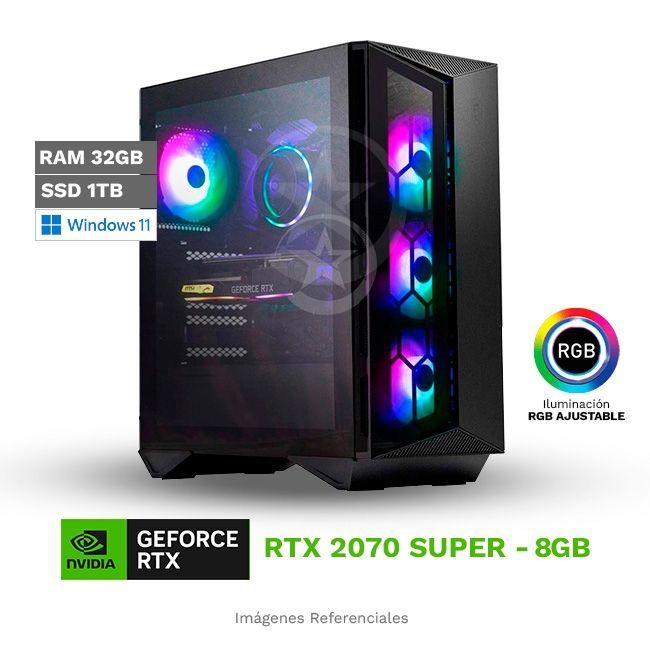 RAM 32GB
SSD 1TB
Windows 11
GEFORCE RTX
RGB
Iluminación
RGB AJUSTABLE
NVIDIA
GEFORCE
RTX
RTX 2070 SUPER - 8GB
Imágenes Referenciales